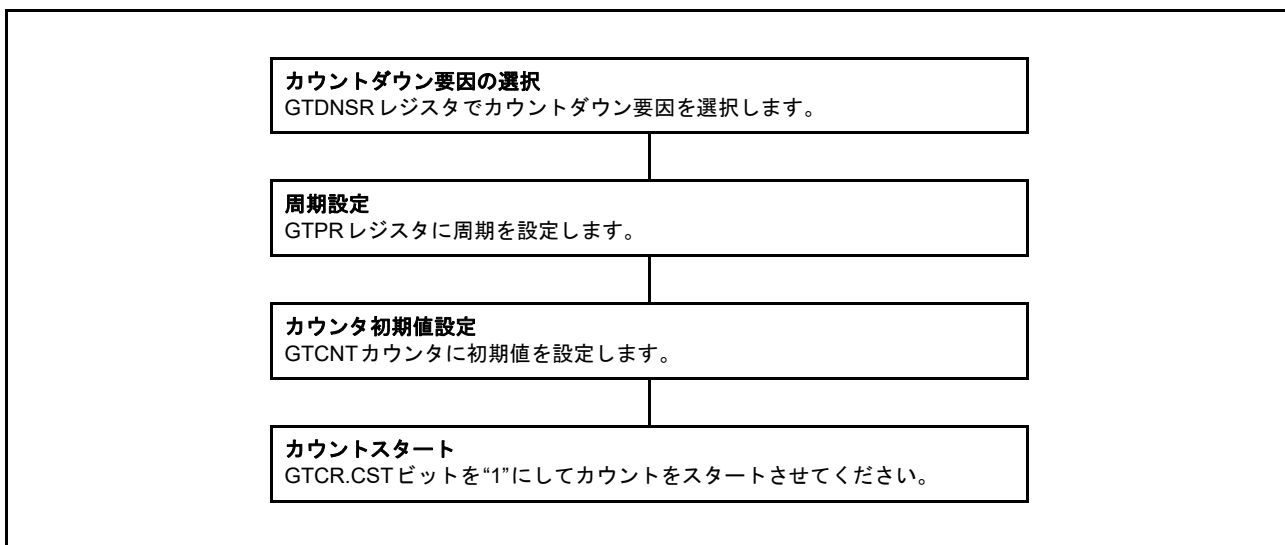 カウントダウン要因の選択
GTDNSRレジスタでカウントダウン要因を選択します。
周期設定
GTPRレジスタに周期を設定します。
カウンタ初期値設定
GTCNTカウンタに初期値を設定します。
カウントスタート
GTCR.CSTビットを“1”にしてカウントをスタートさせてください。